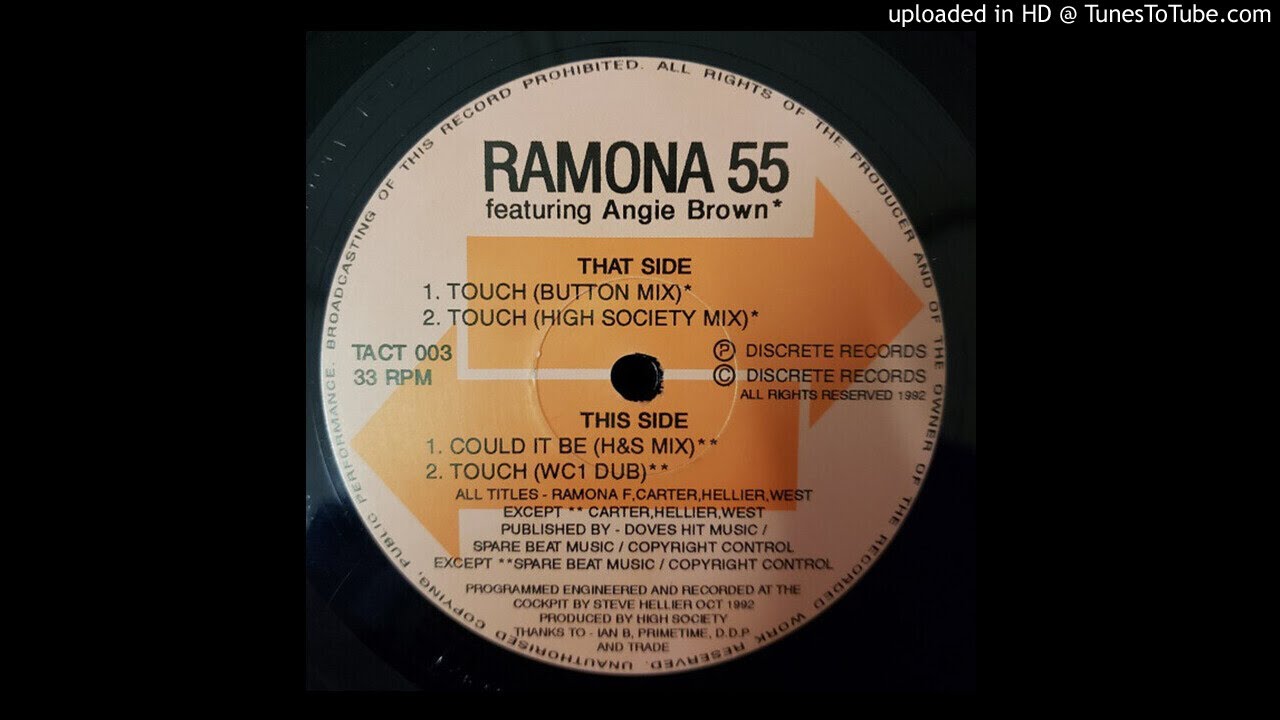 uploaded in HD @ TunesToTube.com
RAMONA 55
featuring Angie Brown*
THAT SIDE
1. TOUCH (BUTTON MIX)*
2. TOUCH (HIGH SOCIETY MIX)*
TACT 003
33 RPM
Ⓟ DISCRETE RECORDS
© DISCRETE RECORDS
ALL RIGHTS RESERVED 1992
THIS SIDE
1. COULD IT BE (H&S MIX)**
2. TOUCH (WC1 DUB)**
ALL TITLES - RAMONA F,CARTER,HELLIER,WEST
EXCEPT ** CARTER,HELLIER,WEST
PUBLISHED BY - DOVES HIT MUSIC /
SPARE BEAT MUSIC / COPYRIGHT CONTROL
EXCEPT **SPARE BEAT MUSIC / COPYRIGHT CONTROL
PROGRAMMED ENGINEERED AND RECORDED AT THE
COCKPIT BY STEVE HELLIER OCT 1992
PRODUCED BY HIGH SOCIETY
THANKS TO - IAN B, PRIMETIME, D.D.P
AND TRADE
ALL RIGHTS OF THE PRODUCER AND OF THE OWNER OF THE RECORDED WORK RESERVED. UNAUTHORISED COPYING, PUBLIC PERFORMANCE. BROADCASTING OF THIS RECORD PROHIBITED.